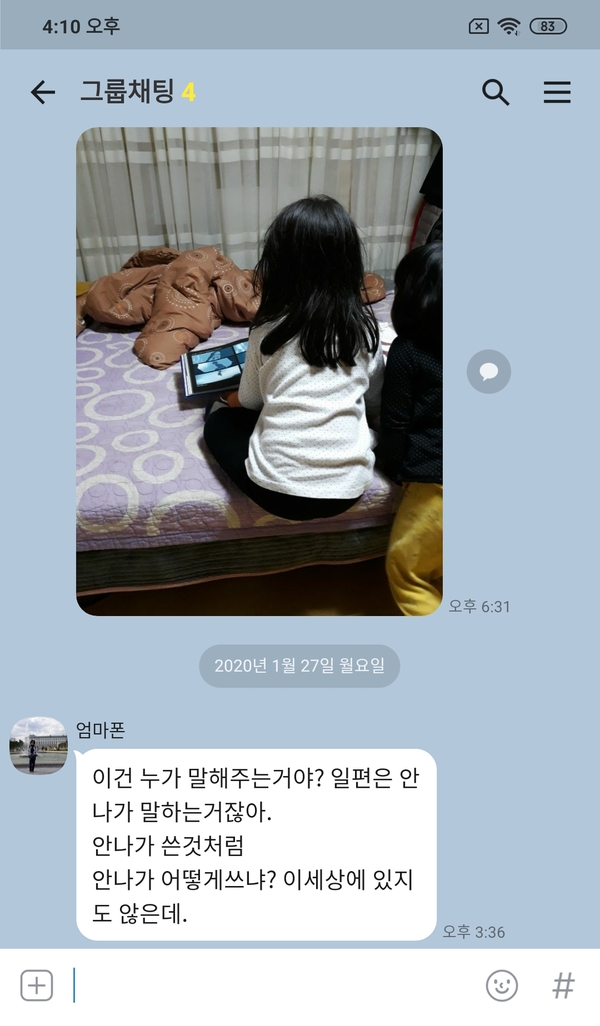 4:10 오후
83
그룹채팅 4
오후 6:31
2020년 1월 27일 월요일
엄마폰
이건 누가 말해주는거야? 일편은 안
나가 말하는거잖아.
안나가 쓴것처럼
안나가 어떻게쓰냐? 이세상에 있지
도 않은데.
오후 3:36
#